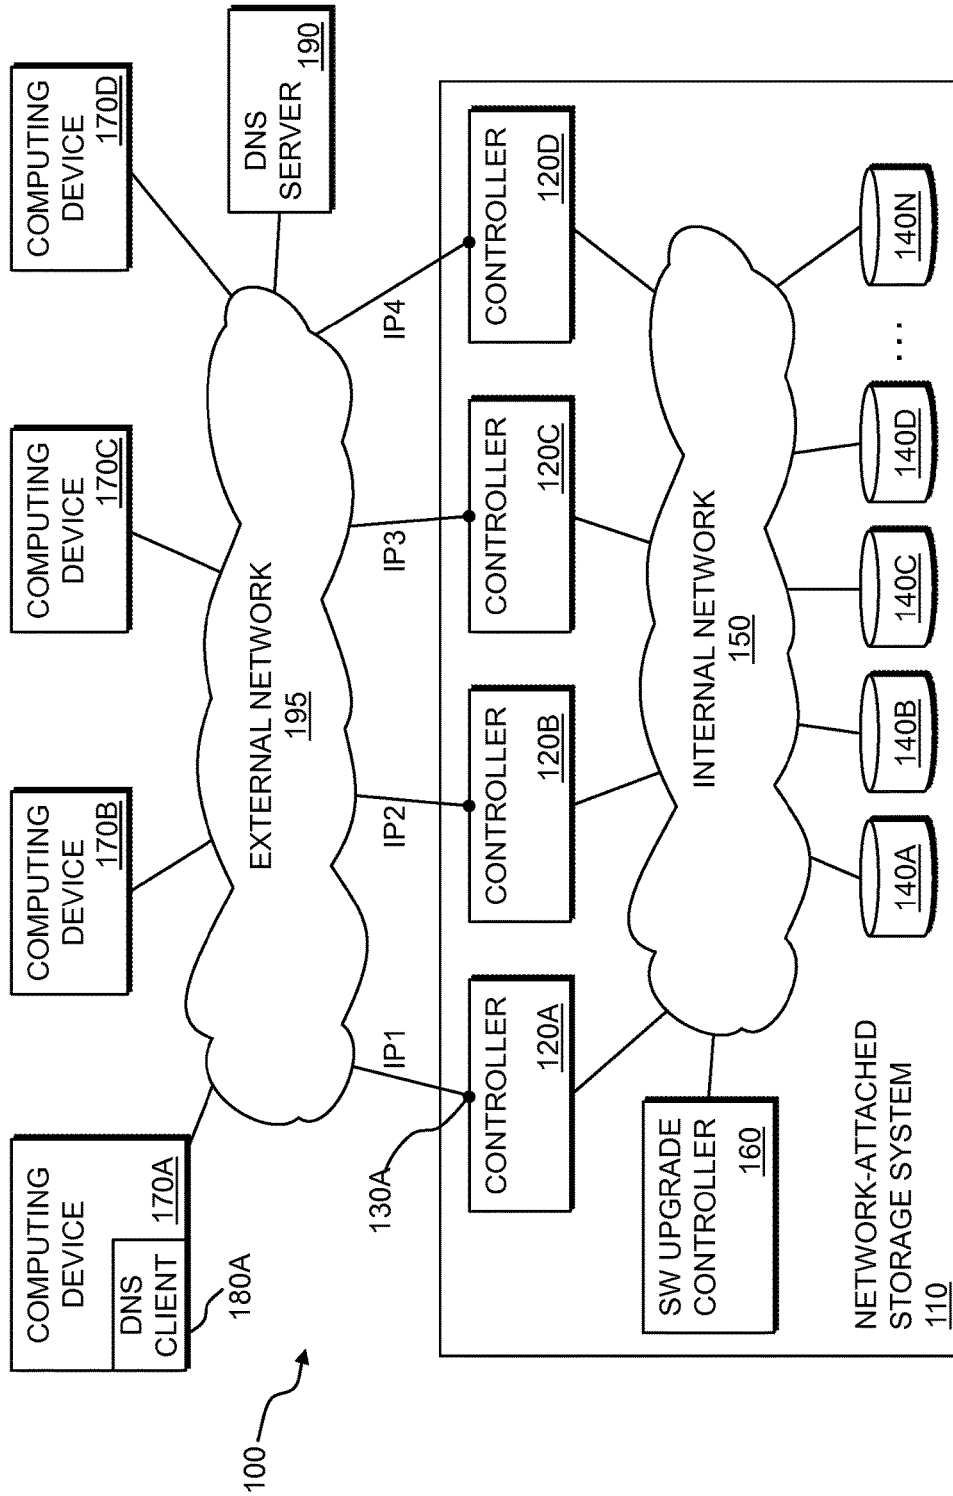 100
COMPUTING
DEVICE
170A
DNS
CLIENT
180A
COMPUTING
DEVICE
170B
COMPUTING
DEVICE
170C
COMPUTING
DEVICE
170D
DNS
SERVER
190
EXTERNAL NETWORK
195
130A
IP1
IP2
IP3
IP4
CONTROLLER
120A
CONTROLLER
120B
CONTROLLER
120C
CONTROLLER
120D
SW UPGRADE
CONTROLLER
160
INTERNAL NETWORK
150
NETWORK-ATTACHED
STORAGE SYSTEM
110
140A
140B
140C
140D
...
140N